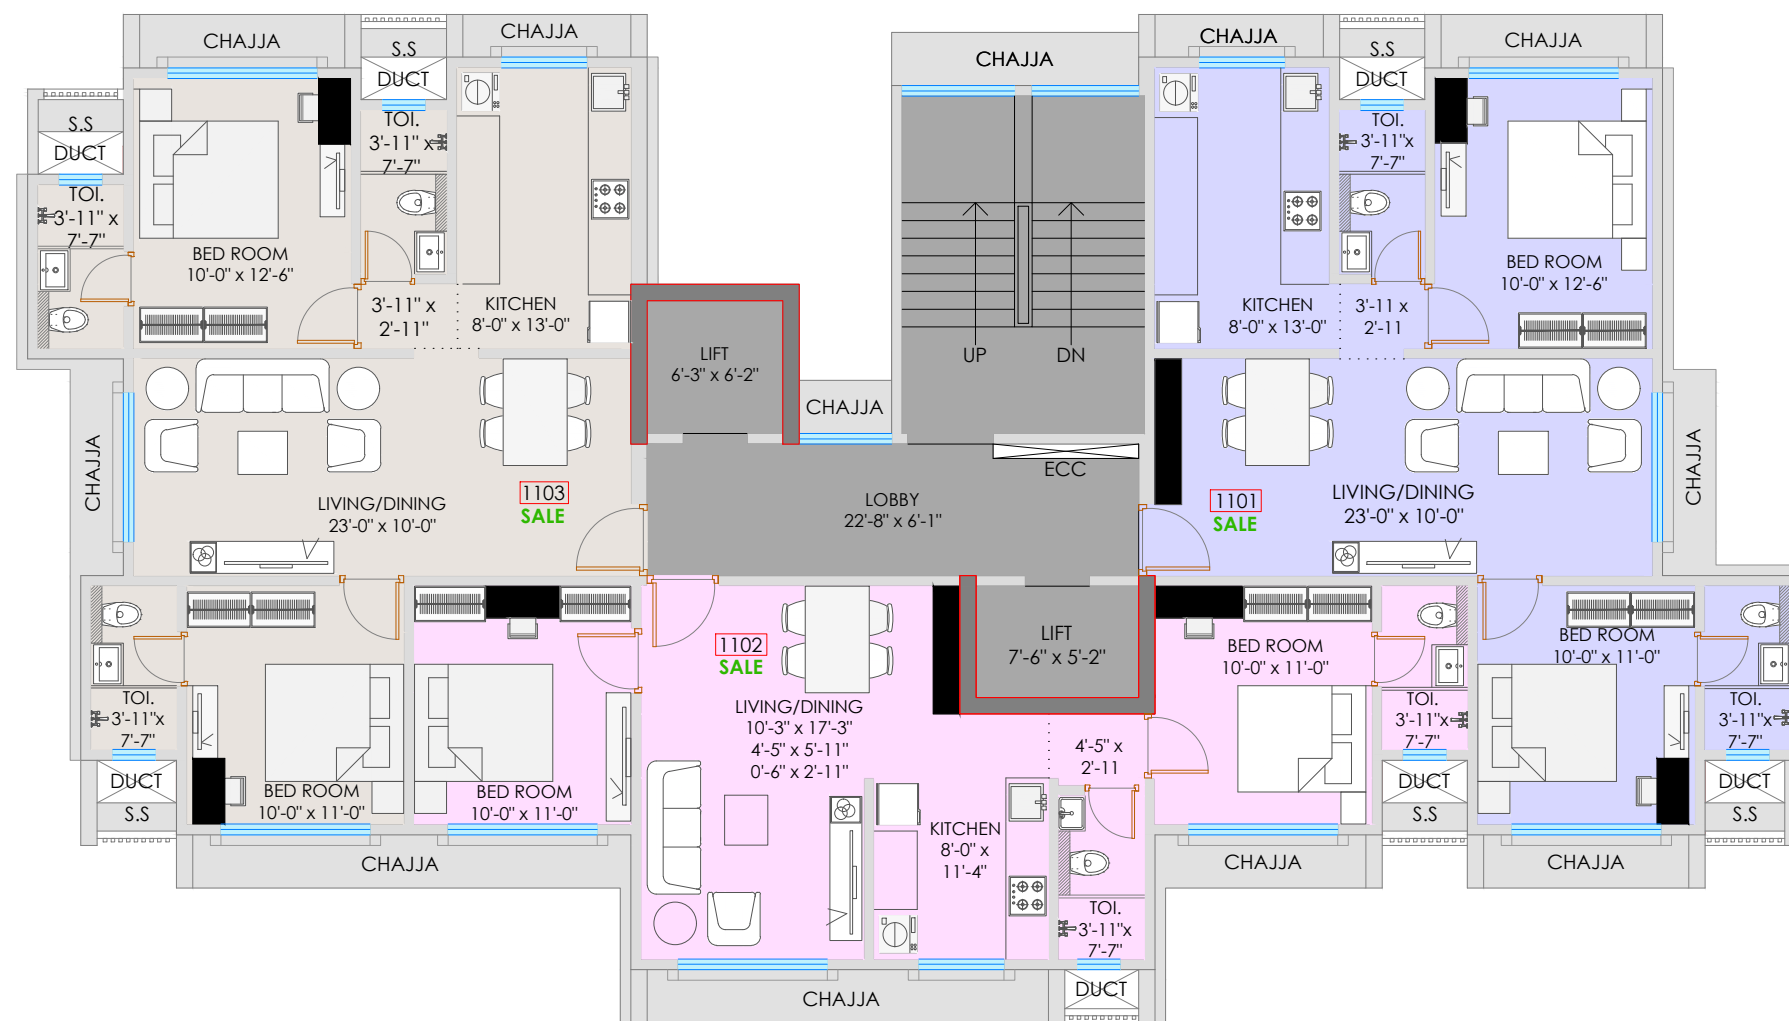 CHAJJA
S.S
DUCT
CHAJJA
CHAJJA
CHAJJA
S.S
DUCT
CHAJJA
S.S
DUCT
TOI.
3'-11" x
7'-7"
TOI.
3'-11" x
7'-7"
BED ROOM
10'-0" x 12'-6"
3'-11" x
2'-11"
KITCHEN
8'-0" x 13'-0"
LIFT
6'-3" x 6'-2"
CHAJJA
UP
DN
TOI.
3'-11"x
7'-7"
BED ROOM
10'-0" x 12'-6"
KITCHEN
8'-0" x 13'-0"
3'-11 x
2'-11
CHAJJA
LIVING/DINING
23'-0" x 10'-0"
1103
SALE
LOBBY
22'-8" x 6'-1"
ECC
1101
SALE
LIVING/DINING
23'-0" x 10'-0"
CHAJJA
TOI.
3'-11"x
7'-7"
DUCT
S.S
BED ROOM
10'-0" x 11'-0"
BED ROOM
10'-0" x 11'-0"
CHAJJA
1102
SALE
LIVING/DINING
10'-3" x 17'-3"
4'-5" x 5'-11"
0'-6" x 2'-11"
LIFT
7'-6" x 5'-2"
4'-5" x
2'-11
KITCHEN
8'-0" x
11'-4"
TOI.
3'-11"x
7'-7"
DUCT
CHAJJA
BED ROOM
10'-0" x 11'-0"
TOI.
3'-11"x
7'-7"
DUCT
S.S
CHAJJA
BED ROOM
10'-0" x 11'-0"
TOI.
3'-11"x
7'-7"
DUCT
S.S
CHAJJA